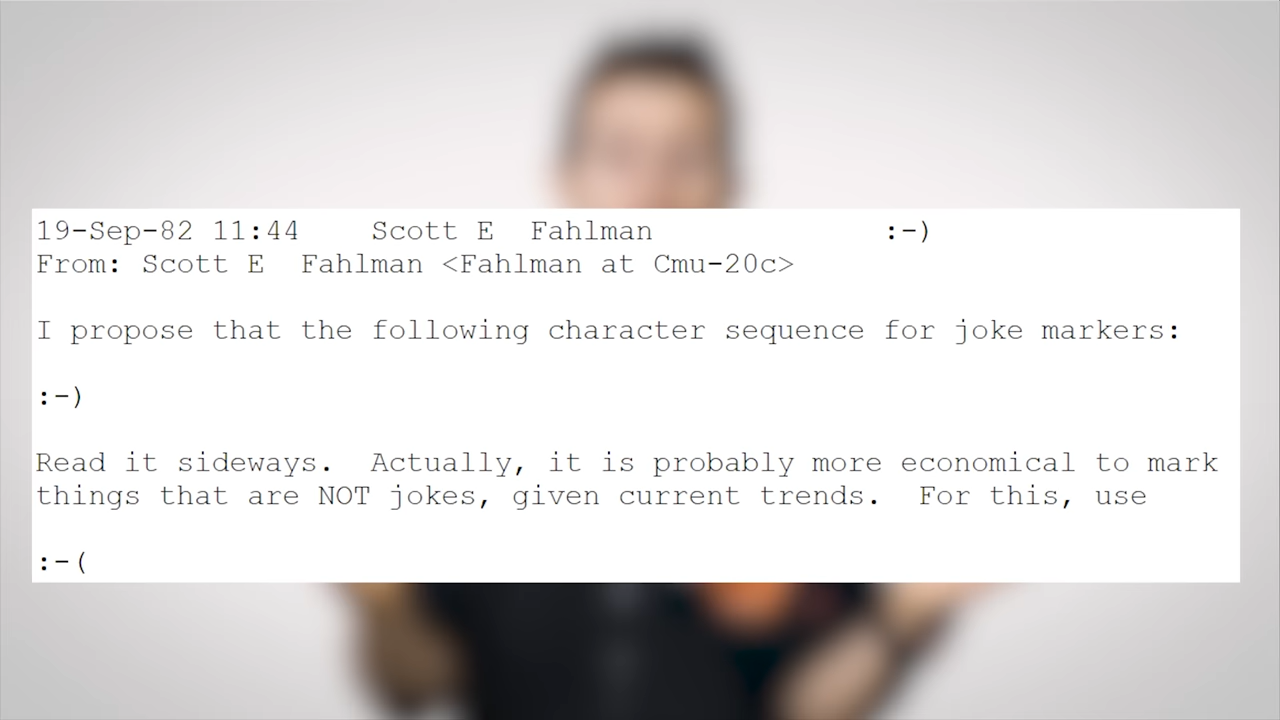 19-Sep-82 11:44    Scott E  Fahlman             :-)
From: Scott E  Fahlman <Fahlman at Cmu-20c>
I propose that the following character sequence for joke markers:
:-)
Read it sideways.  Actually, it is probably more economical to mark
things that are NOT jokes, given current trends.  For this, use
:-(